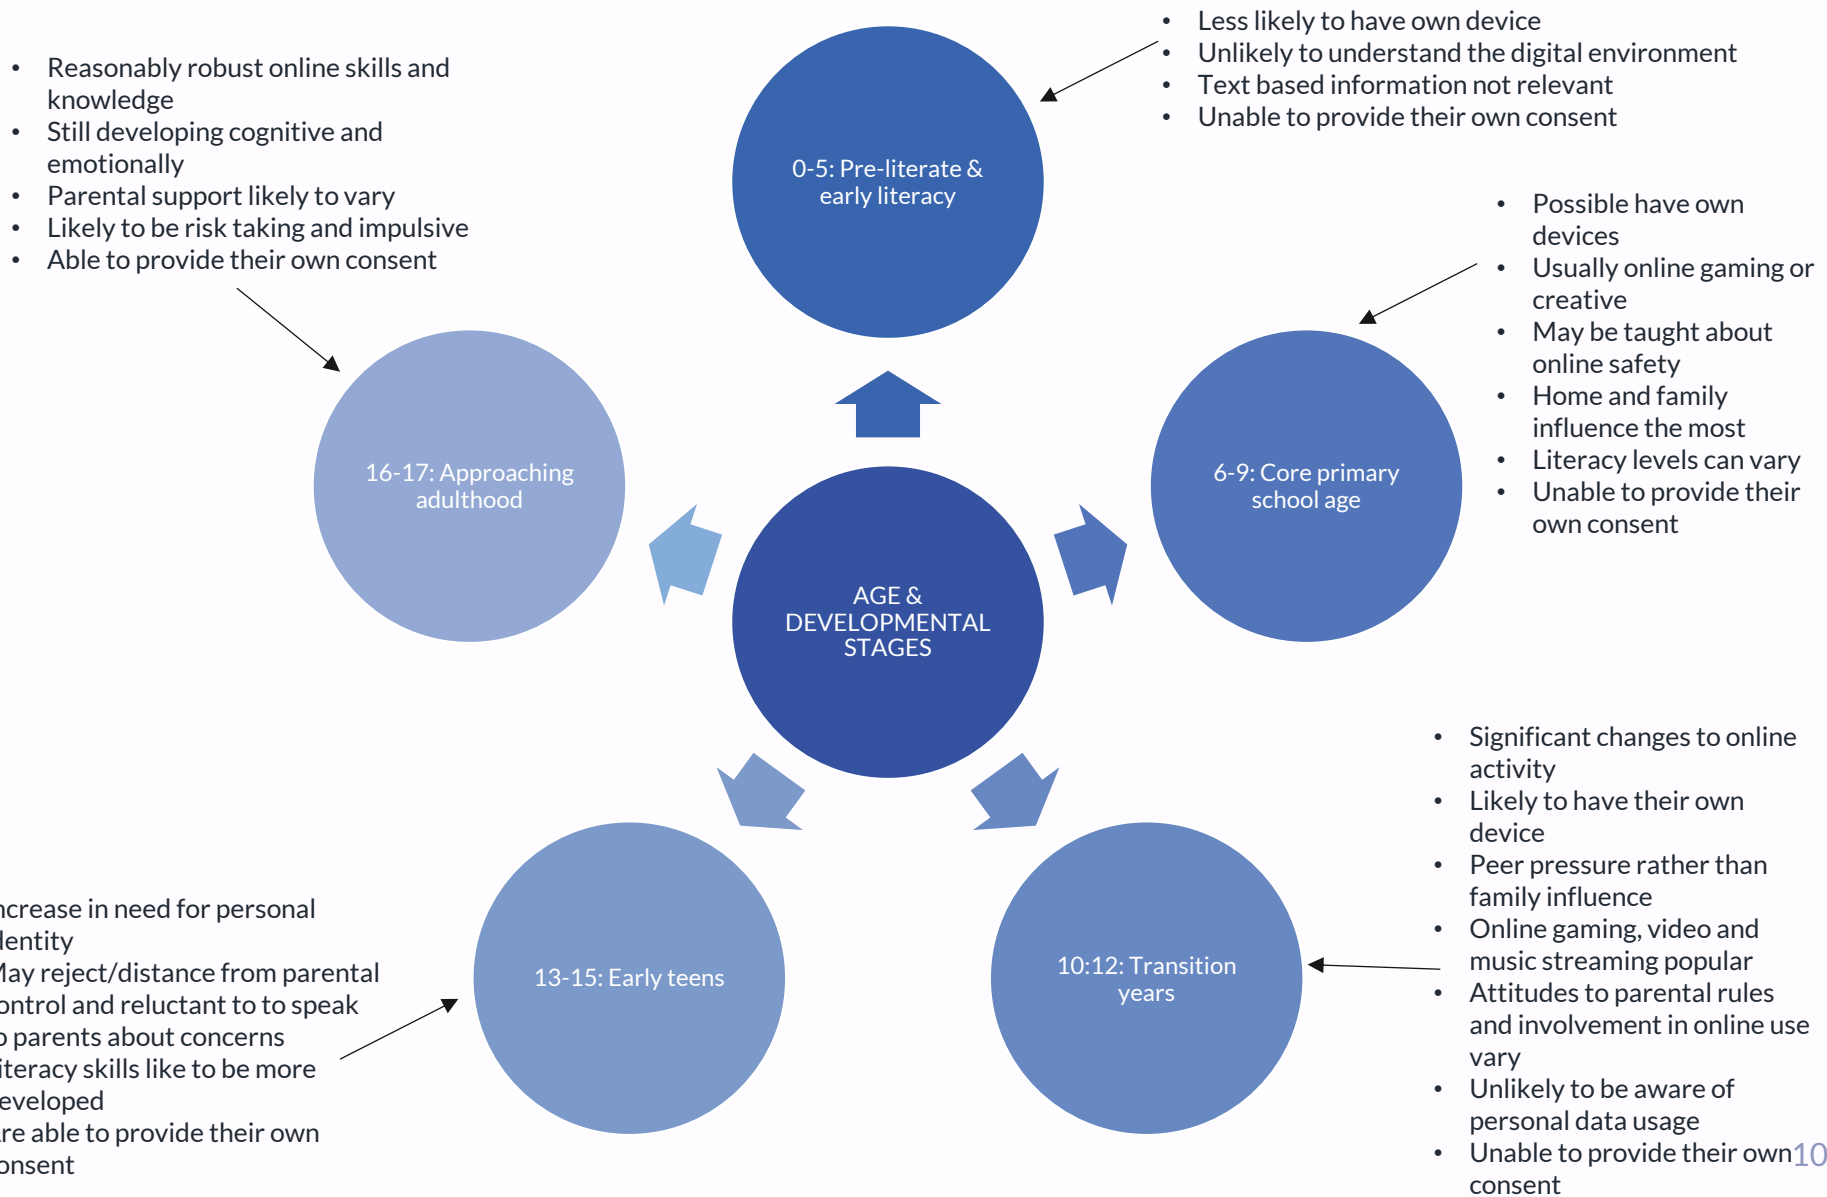 • Less likely to have own device
• Unlikely to understand the digital environment
• Text based information not relevant
• Unable to provide their own consent
• Reasonably robust online skills and
knowledge
• Still developing cognitive and
emotionally
• Parental support likely to vary
• Likely to be risk taking and impulsive
• Able to provide their own consent
0-5: Pre-literate &
early literacy
• Possible have own
devices
• Usually online gaming or
creative
• May be taught about
online safety
• Home and family
influence the most
• Literacy levels can vary
• Unable to provide their
own consent
16-17: Approaching
adulthood
6-9: Core primary
school age
AGE &
DEVELOPMENTAL
STAGES
• Significant changes to online
activity
• Likely to have their own
device
• Peer pressure rather than
family influence
• Online gaming, video and
music streaming popular
• Attitudes to parental rules
and involvement in online use
vary
• Unlikely to be aware of
personal data usage
• Unable to provide their own
consent
ncrease in need for personal
dentity
May reject/distance from parental
ontrol and reluctant to to speak
o parents about concerns
iteracy skills like to be more
eveloped
Are able to provide their own
onsent
13-15: Early teens
10:12: Transition
years
10